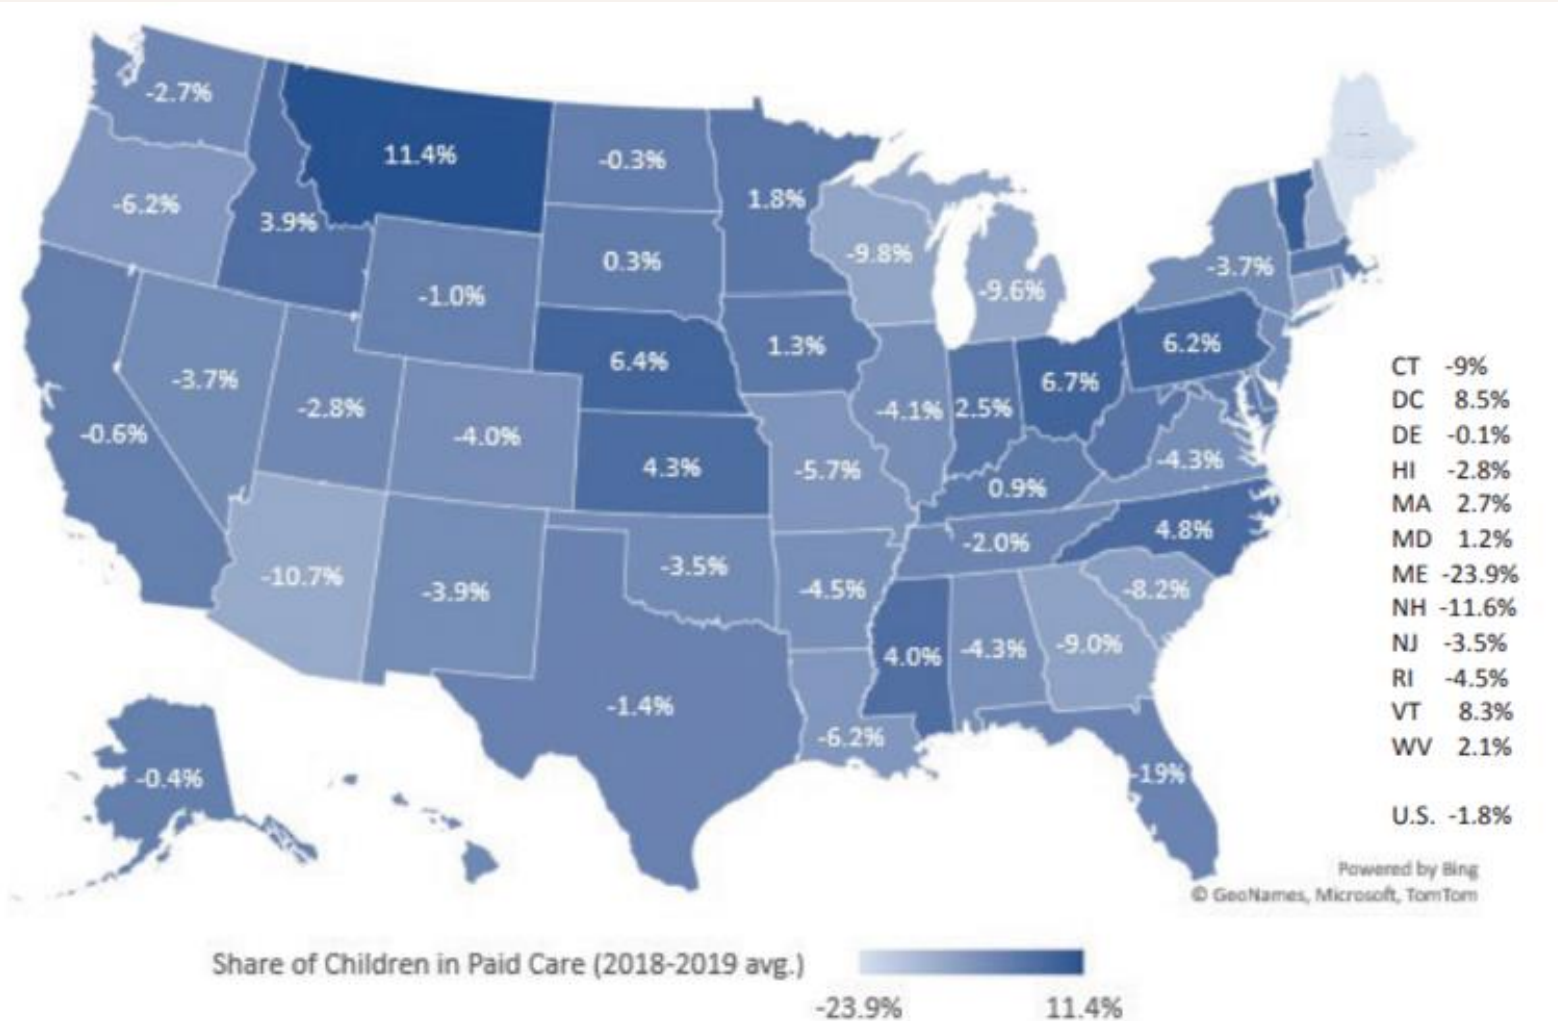 -2.7%
11.4%
-0.3%
1.8%
-6.2%
3.9%
-9.8%
-3.7%
0.3%
-9.6%
-1.0%
6.4%
1.3%
6.2%
6.7%
-3.7%
-2.8%
-4.0%
-4.1%
2.5%
-0.6%
4.3%
-5.7%
-4.3%
0.9%
4.8%
-2.0%
-10.7%
-3.9%
-3.5%
-4.5%
-8.2%
4.0%
-4.3%
-9.0%
-1.4%
-6.2%
-19%
-0.4%
CT -9%
DC 8.5%
DE -0.1%
HI -2.8%
MA 2.7%
MD 1.2%
ME -23.9%
NH -11.6%
NJ -3.5%
RI -4.5%
VT 8.3%
WV 2.1%
U.S. -1.8%
Powered by Bing
© GeoNames, Microsoft, TomTom
Share of Children in Paid Care (2018-2019 avg.)
-23.9% 11.4%